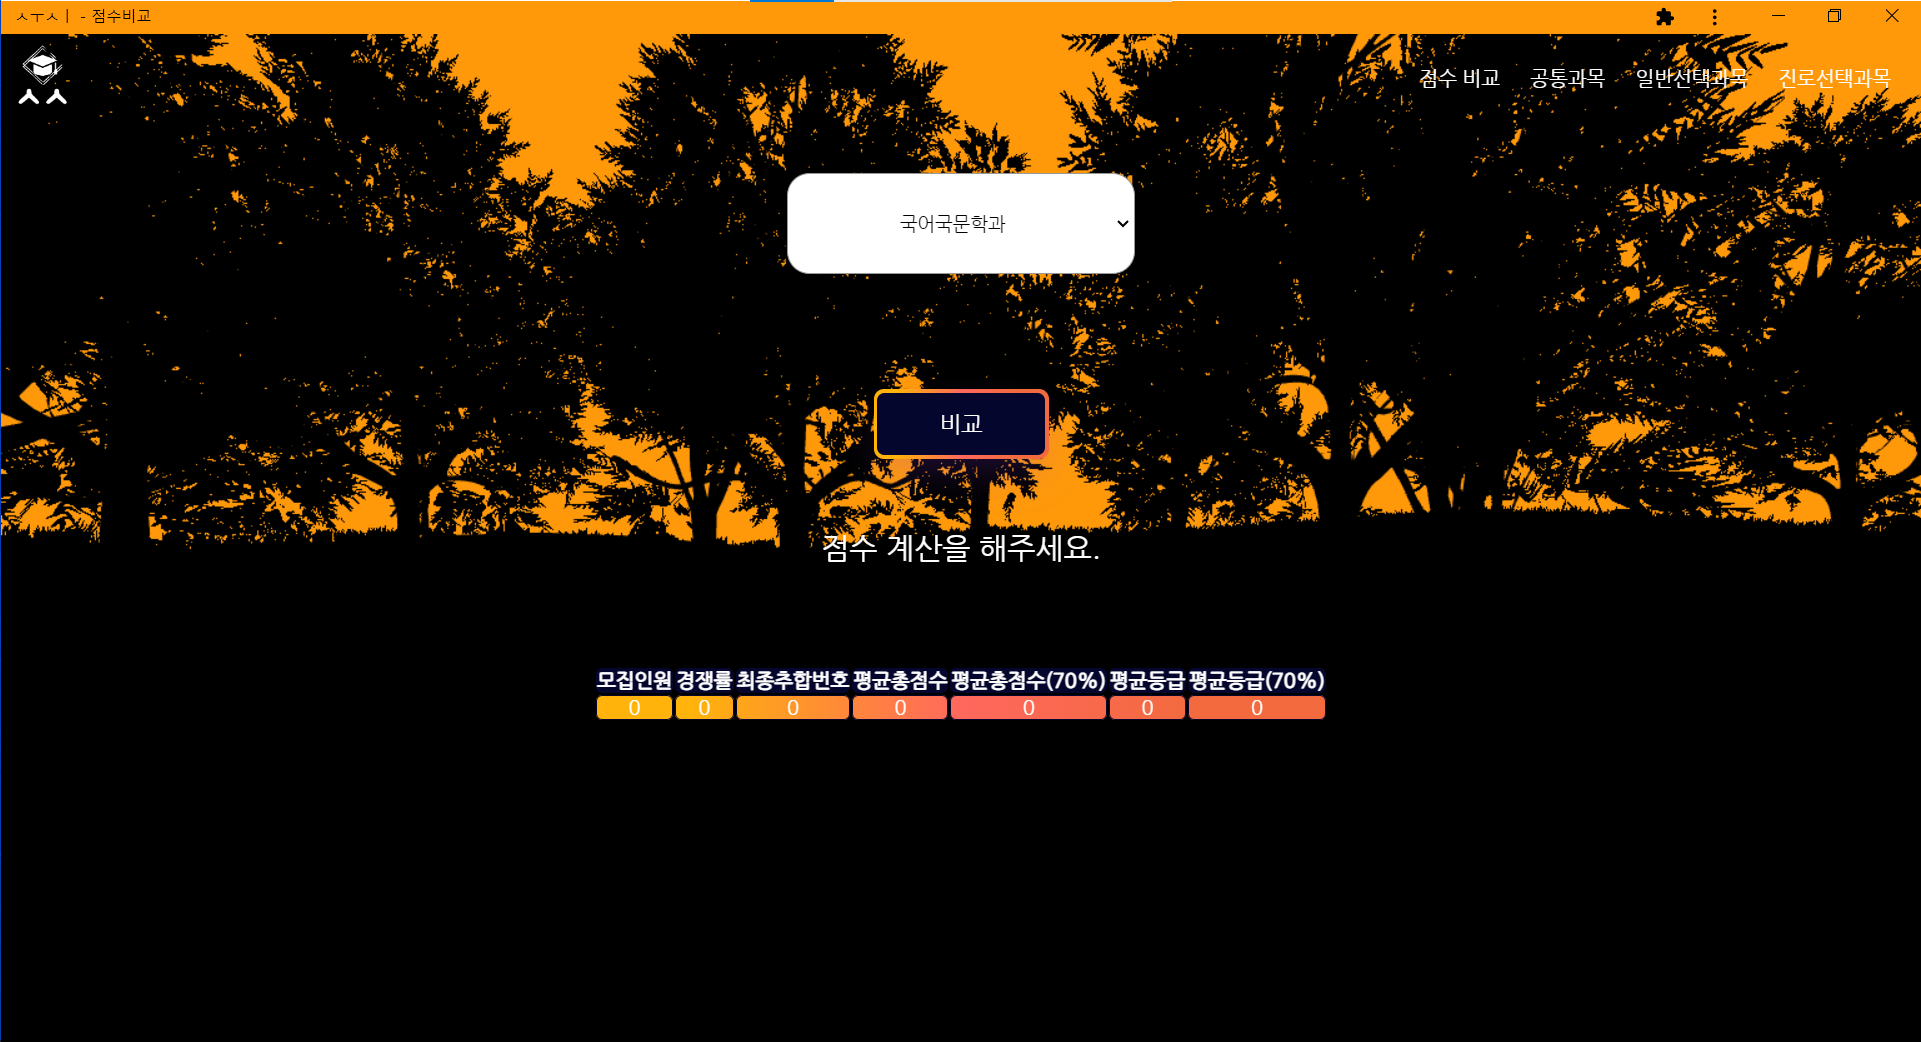 ㅅㅜㅅㅣ - 점수비교
ㅅㅅ
점수 비교 공통과목 일반선택과목 진로선택과목
국어국문학과
비교
점수 계산을 해주세요.
모집인원 경쟁률 최종추합번호 평균총점수 평균총점수(70%) 평균등급 평균등급(70%)
0 0 0 0 0 0 0